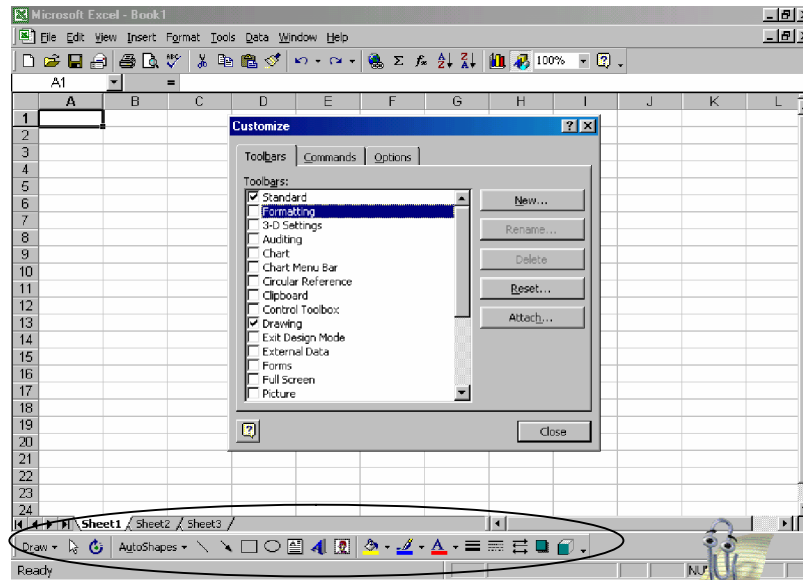 Microsoft Excel - Book1
File Edit View Insert Format Tools Data Window Help
100%
A1 =
A B C D E F G H I J K L
1
2
3
4
5
6
7
8
9
10
11
12
13
14
15
16
17
18
19
20
21
22
23
24
Customize
Toolbars Commands Options
Toolbars:
Standard
Formatting
3-D Settings
Auditing
Chart
Chart Menu Bar
Circular Reference
Clipboard
Control Toolbox
Drawing
Exit Design Mode
External Data
Forms
Full Screen
Picture
New...
Rename...
Delete
Reset...
Attach...
Close
Sheet1 Sheet2 Sheet3
Draw AutoShapes
Ready